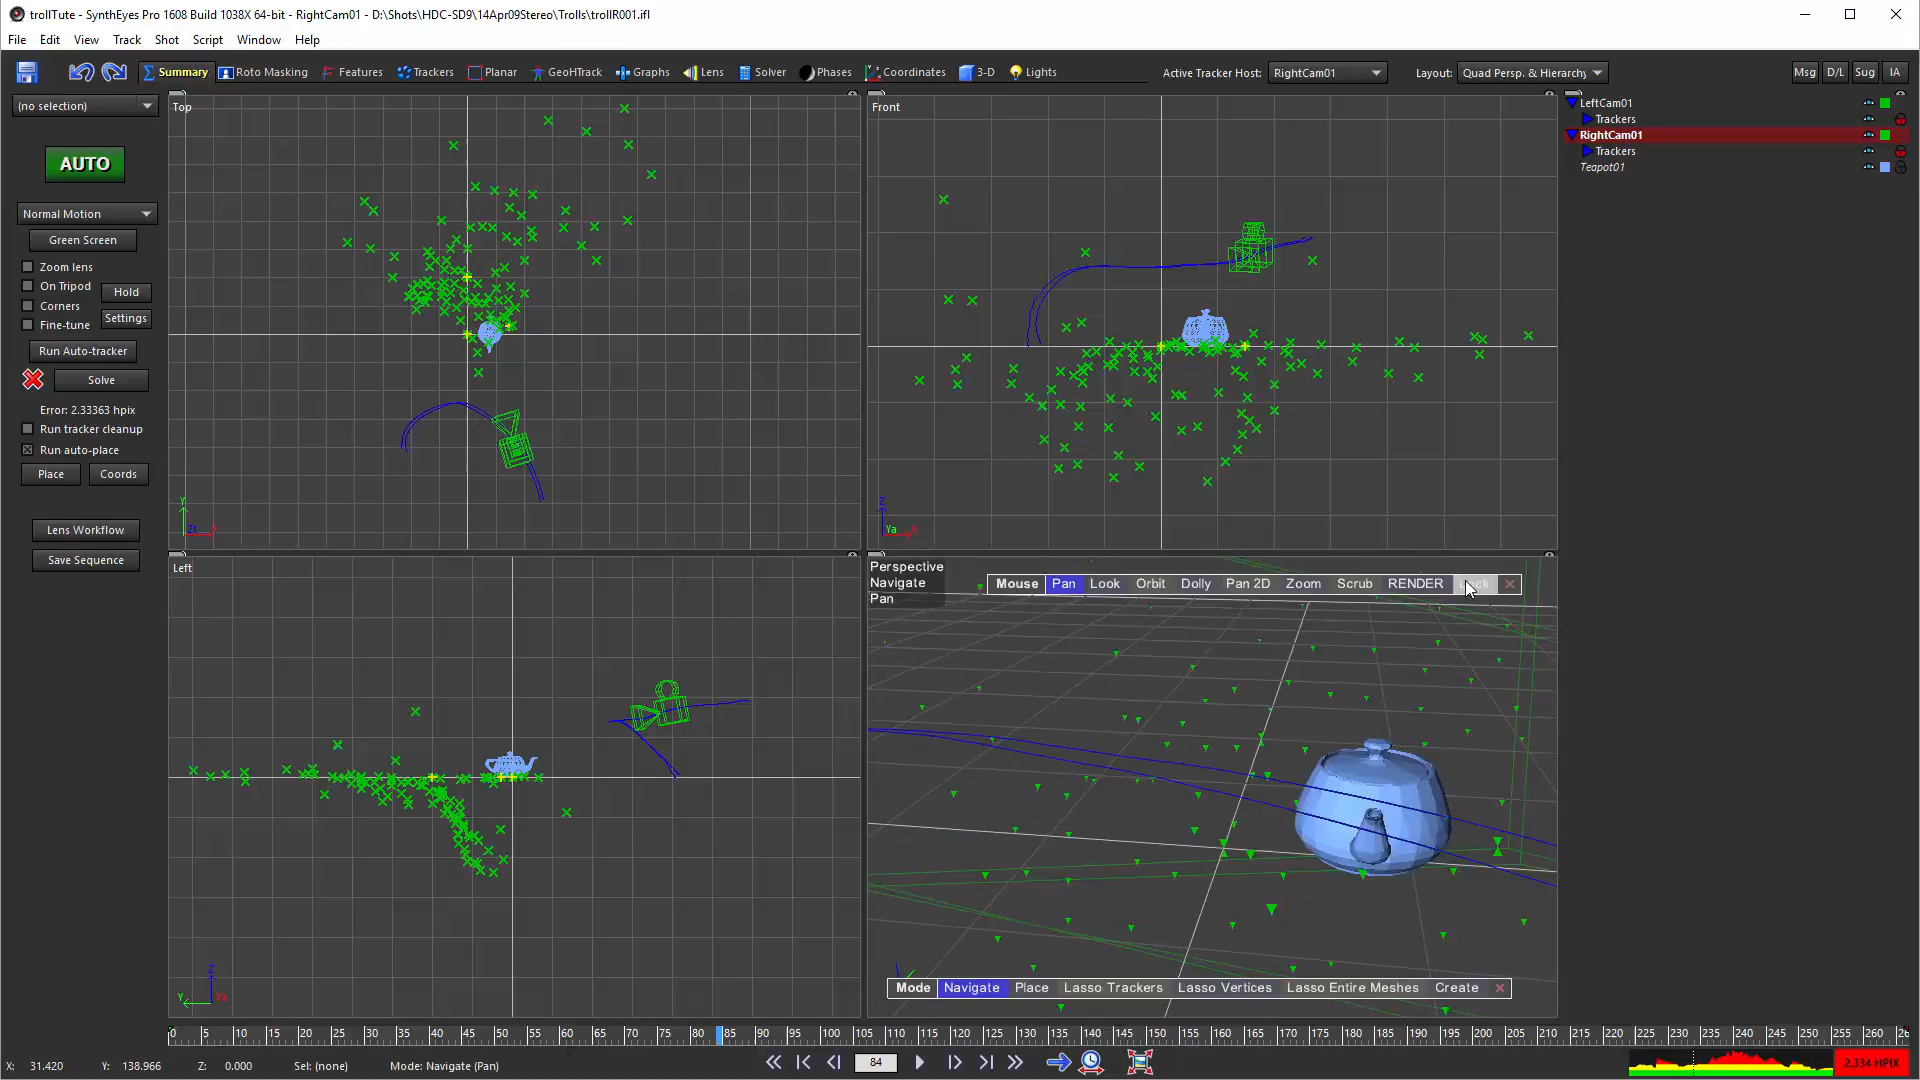 trollTute - SynthEyes Pro 1608 Build 1038X 64-bit - RightCam01 - D:\Shots\HDC-SD9\14Apr09Stereo\Trolls\trollR001.ifl
File Edit View Track Shot Script Window Help
Summary Roto Masking Features Trackers Planar GeoHTrack Graphs Lens Solver Phases Coordinates 3-D Lights Active Tracker Host: RightCam01 Layout: Quad Persp. & Hierarchy Msg D/L Sug IA
(no selection)
AUTO
Normal Motion
Green Screen
Zoom lens
On Tripod Hold
Corners
Fine-tune Settings
Run Auto-tracker
Solve
Error: 2.33363 hpix
Run tracker cleanup
Run auto-place
Place Coords
Lens Workflow
Save Sequence
Top
Y
Front
Z
Ya X
LeftCam01
Trackers
RightCam01
Trackers
Teapot01
Left
Z
Y
Perspective
Navigate
Pan
Mouse Pan Look Orbit Dolly Pan 2D Zoom Scrub RENDER
Mode Navigate Place Lasso Trackers Lasso Vertices Lasso Entire Meshes Create
0 5 10 15 20 25 30 35 40 45 50 55 60 65 70 75 80 85 90 95 100 105 110 115 120 125 130 135 140 145 150 155 160 165 170 175 180 185 190 195 200 205 210 215 220 225 230 235 240 245 250 255 260
X: 31.420 Y: 138.966 Z: 0.000 Sel: (none) Mode: Navigate (Pan) 84 2.334 HPIX